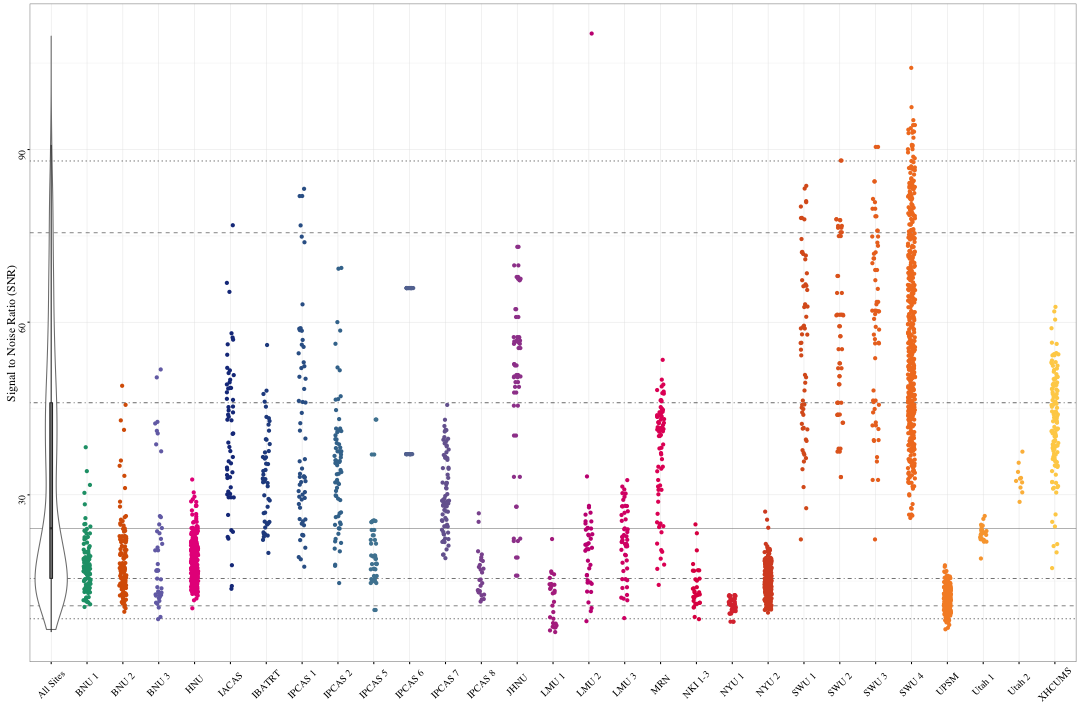 Signal to Noise Ratio (SNR)
90
60
30
All Sites
BNU 1
BNU 2
BNU 3
HNU
IACAS
IBATRT
IPCAS 1
IPCAS 2
IPCAS 5
IPCAS 6
IPCAS 7
IPCAS 8
JHNU
LMU 1
LMU 2
LMU 3
MRN
NKI 1-3
NYU 1
NYU 2
SWU 1
SWU 2
SWU 3
SWU 4
UPSM
Utah 1
Utah 2
XHCUMS